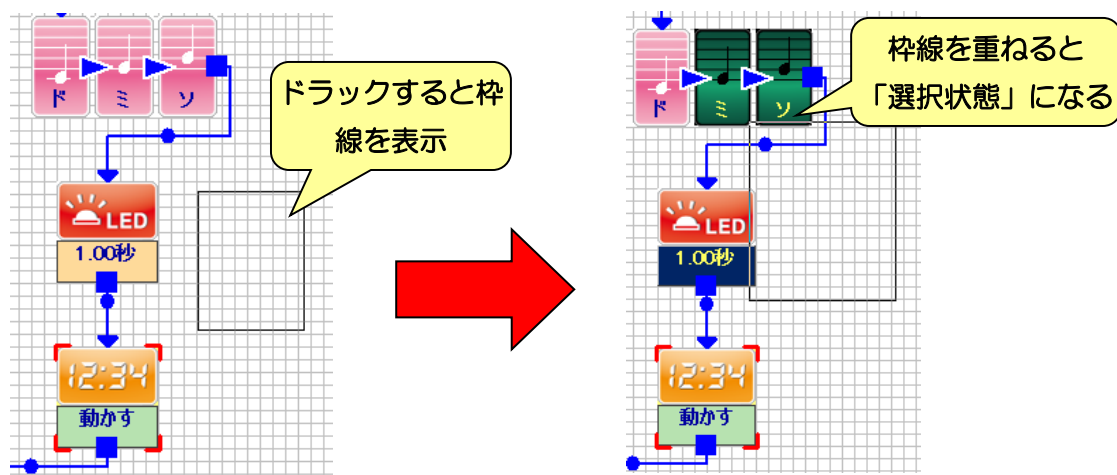 ド ミ ソ
ドラックすると枠
線を表示
LED
1.00秒
12:34
動かす
枠線を重ねると
「選択状態」になる
ド ミ ソ
LED
1.00秒
12:34
動かす